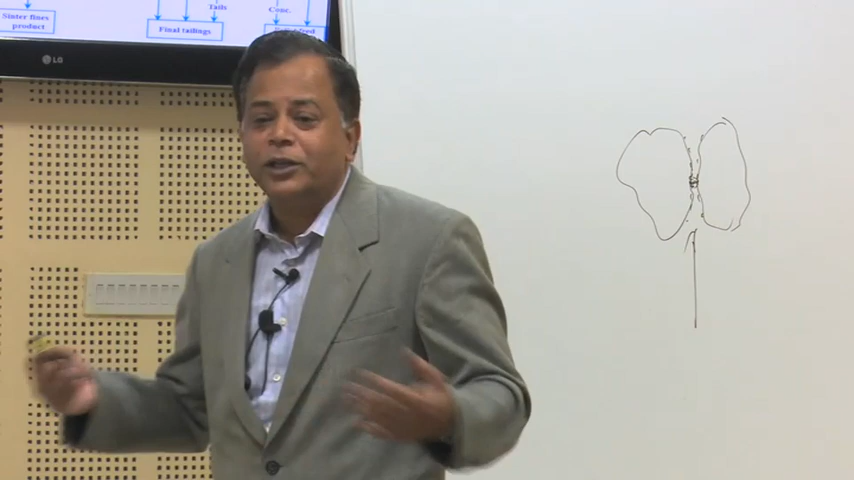 Tails
Conc.
Sinter fines
product
Final tailings
LG